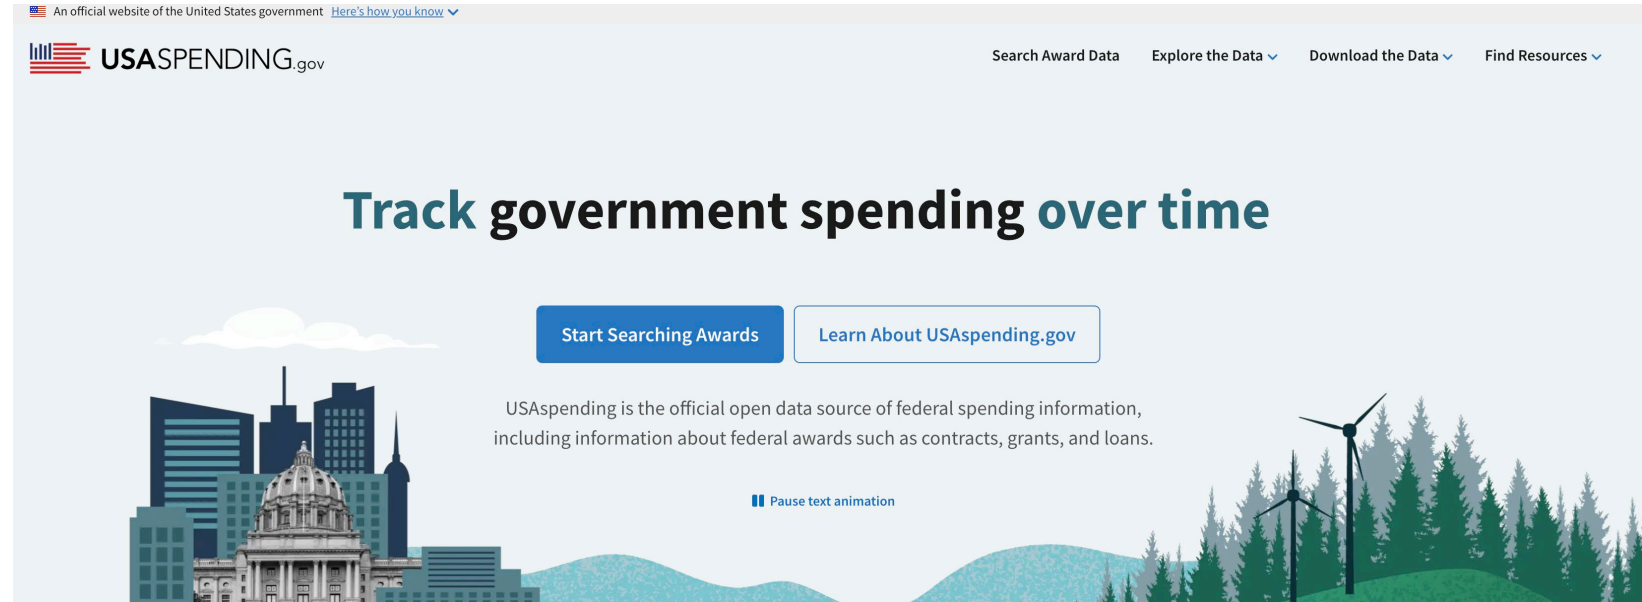 An official website of the United States government Here's how you know
USASPENDING.gov
Search Award Data Explore the Data Download the Data Find Resources
Track government spending over time
Start Searching Awards Learn About USAspending.gov
USAspending is the official open data source of federal spending information,
including information about federal awards such as contracts, grants, and loans.
Pause text animation